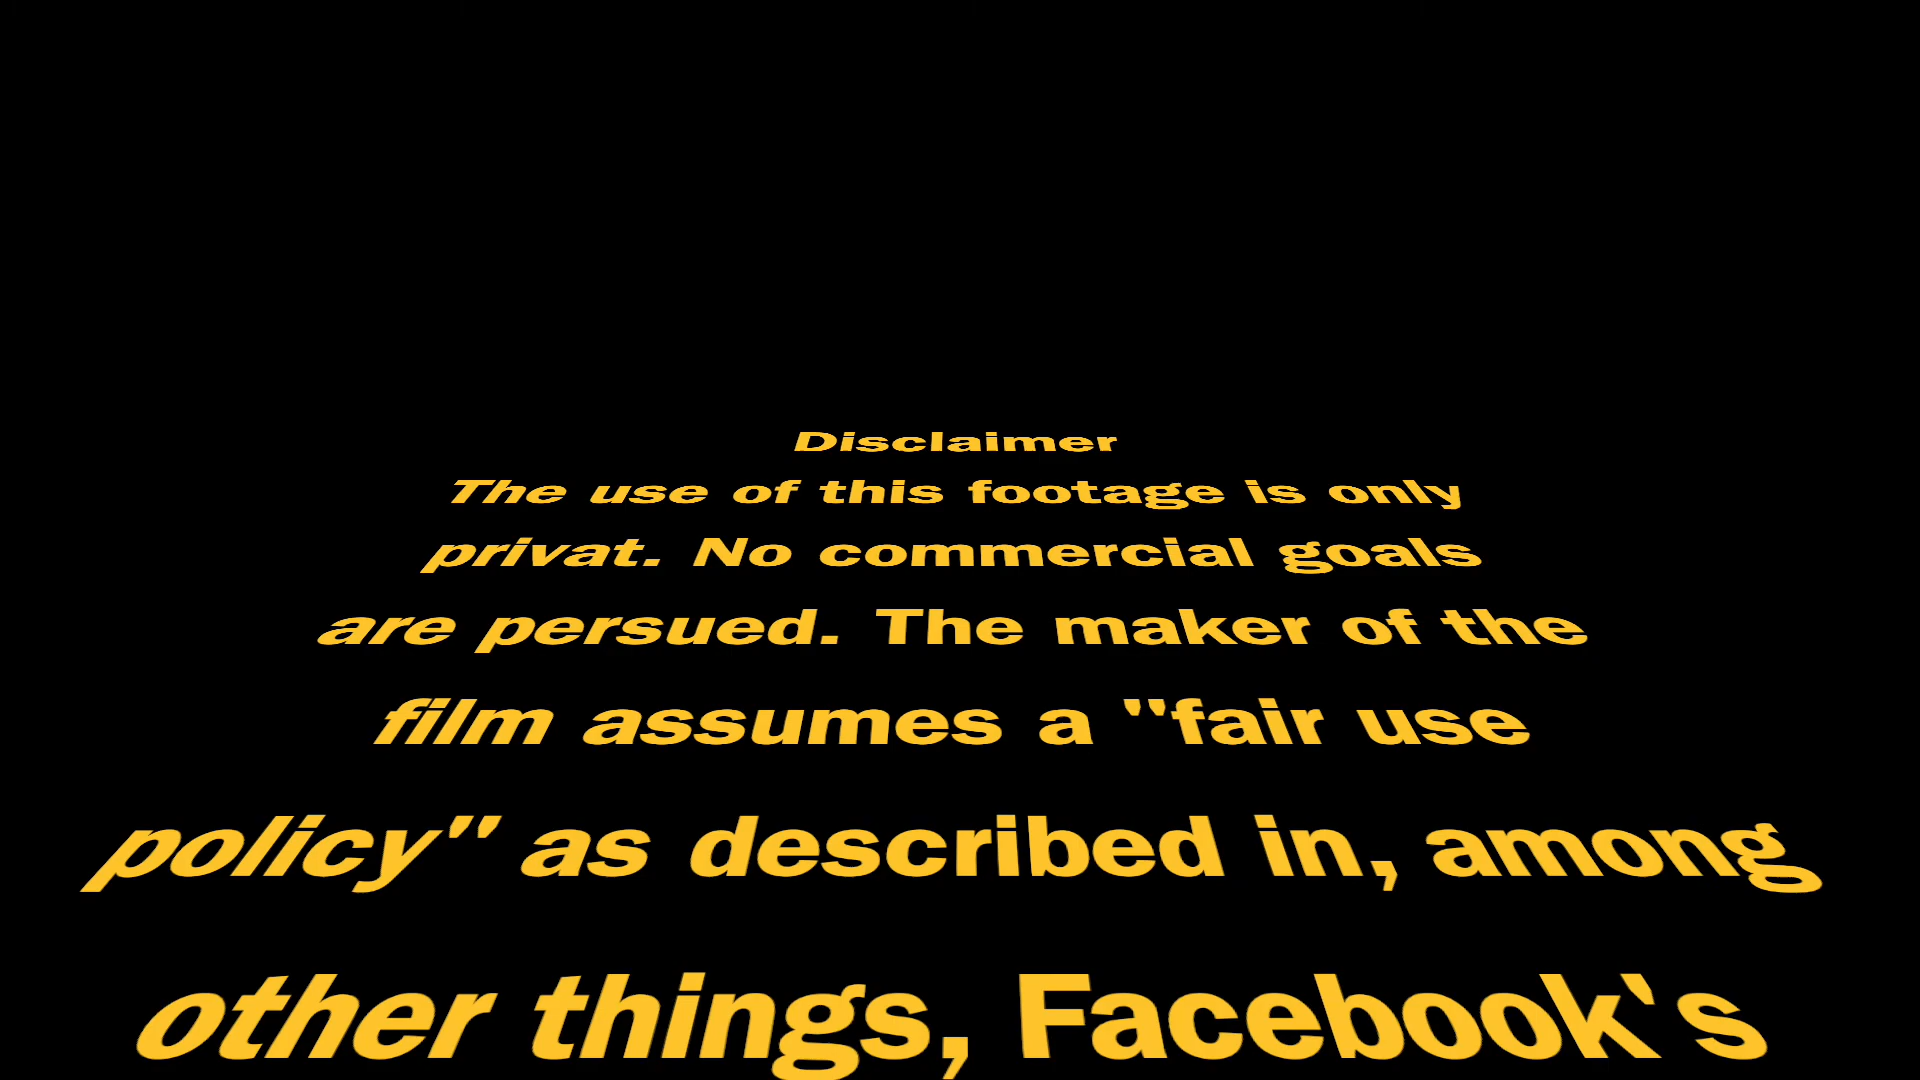 Disclaimer
The use of this footage is only
privat. No commercial goals
are persued. The maker of the
film assumes a "fair use
policy" as described in, among
other things, Facebook`s